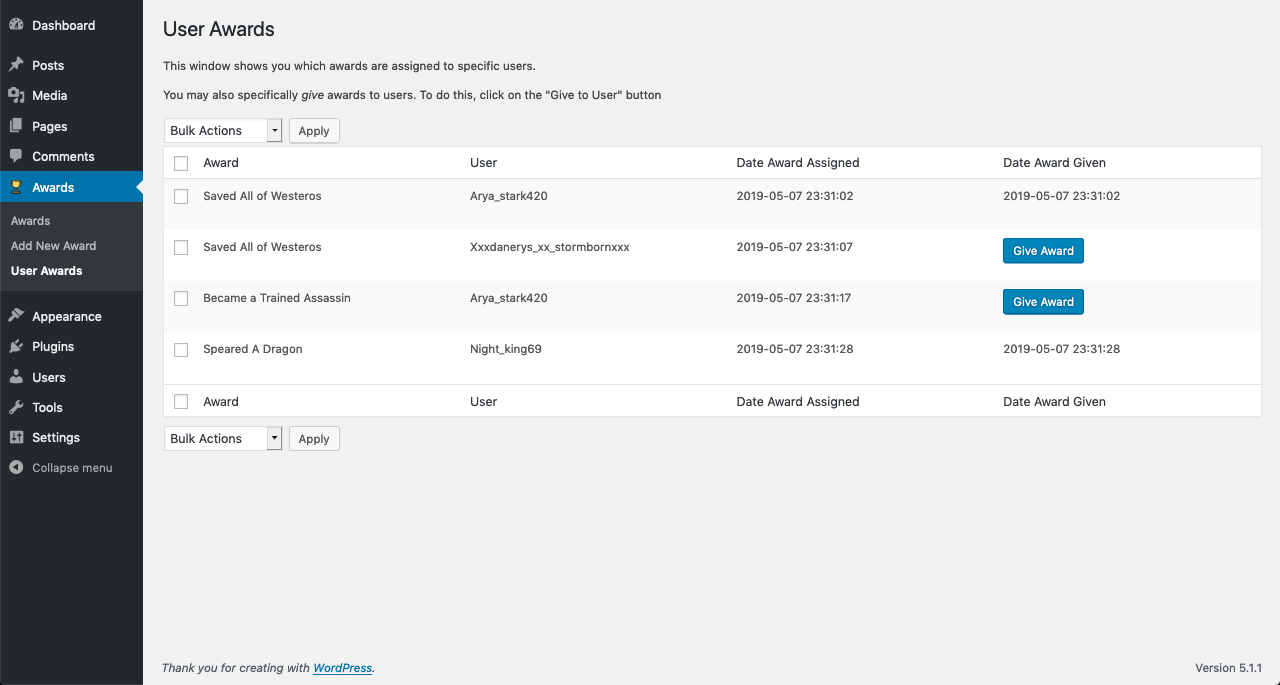 Dashboard
Posts
Media
Pages
Comments
Awards
Awards
Add New Award
User Awards
Appearance
Plugins
Users
Tools
Settings
Collapse menu
User Awards
This window shows you which awards are assigned to specific users.
You may also specifically give awards to users. To do this, click on the "Give to User" button
Bulk Actions Apply
Award User Date Award Assigned Date Award Given
Saved All of Westeros Arya_stark420 2019-05-07 23:31:02 2019-05-07 23:31:02
Saved All of Westeros Xxxdanerys_xx_stormbornxxx 2019-05-07 23:31:07 Give Award
Became a Trained Assassin Arya_stark420 2019-05-07 23:31:17 Give Award
Speared A Dragon Night_king69 2019-05-07 23:31:28 2019-05-07 23:31:28
Award User Date Award Assigned Date Award Given
Bulk Actions Apply
Thank you for creating with WordPress. Version 5.1.1